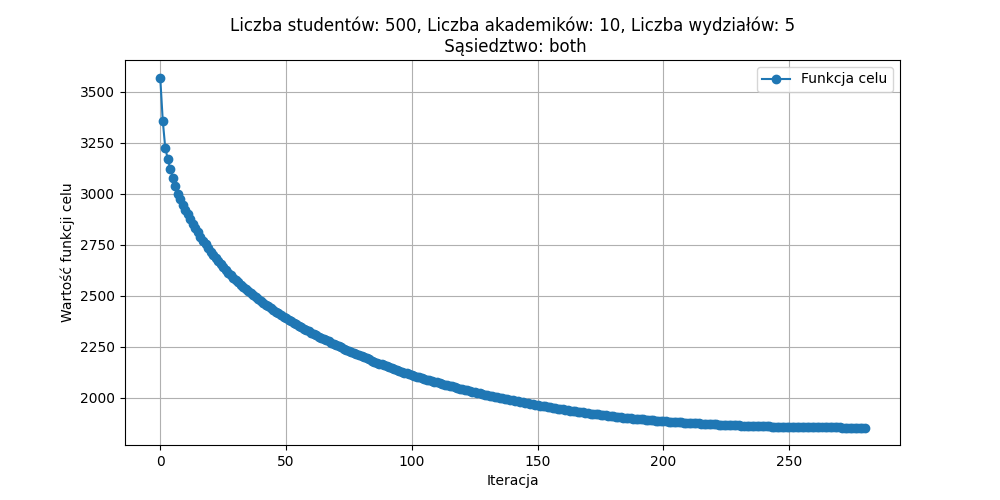 Liczba studentów: 500, Liczba akademików: 10, Liczba wydziałów: 5
Sąsiedztwo: both
Funkcja celu
Wartość funkcji celu
3500
3250
3000
2750
2500
2250
2000
0 50 100 150 200 250
Iteracja